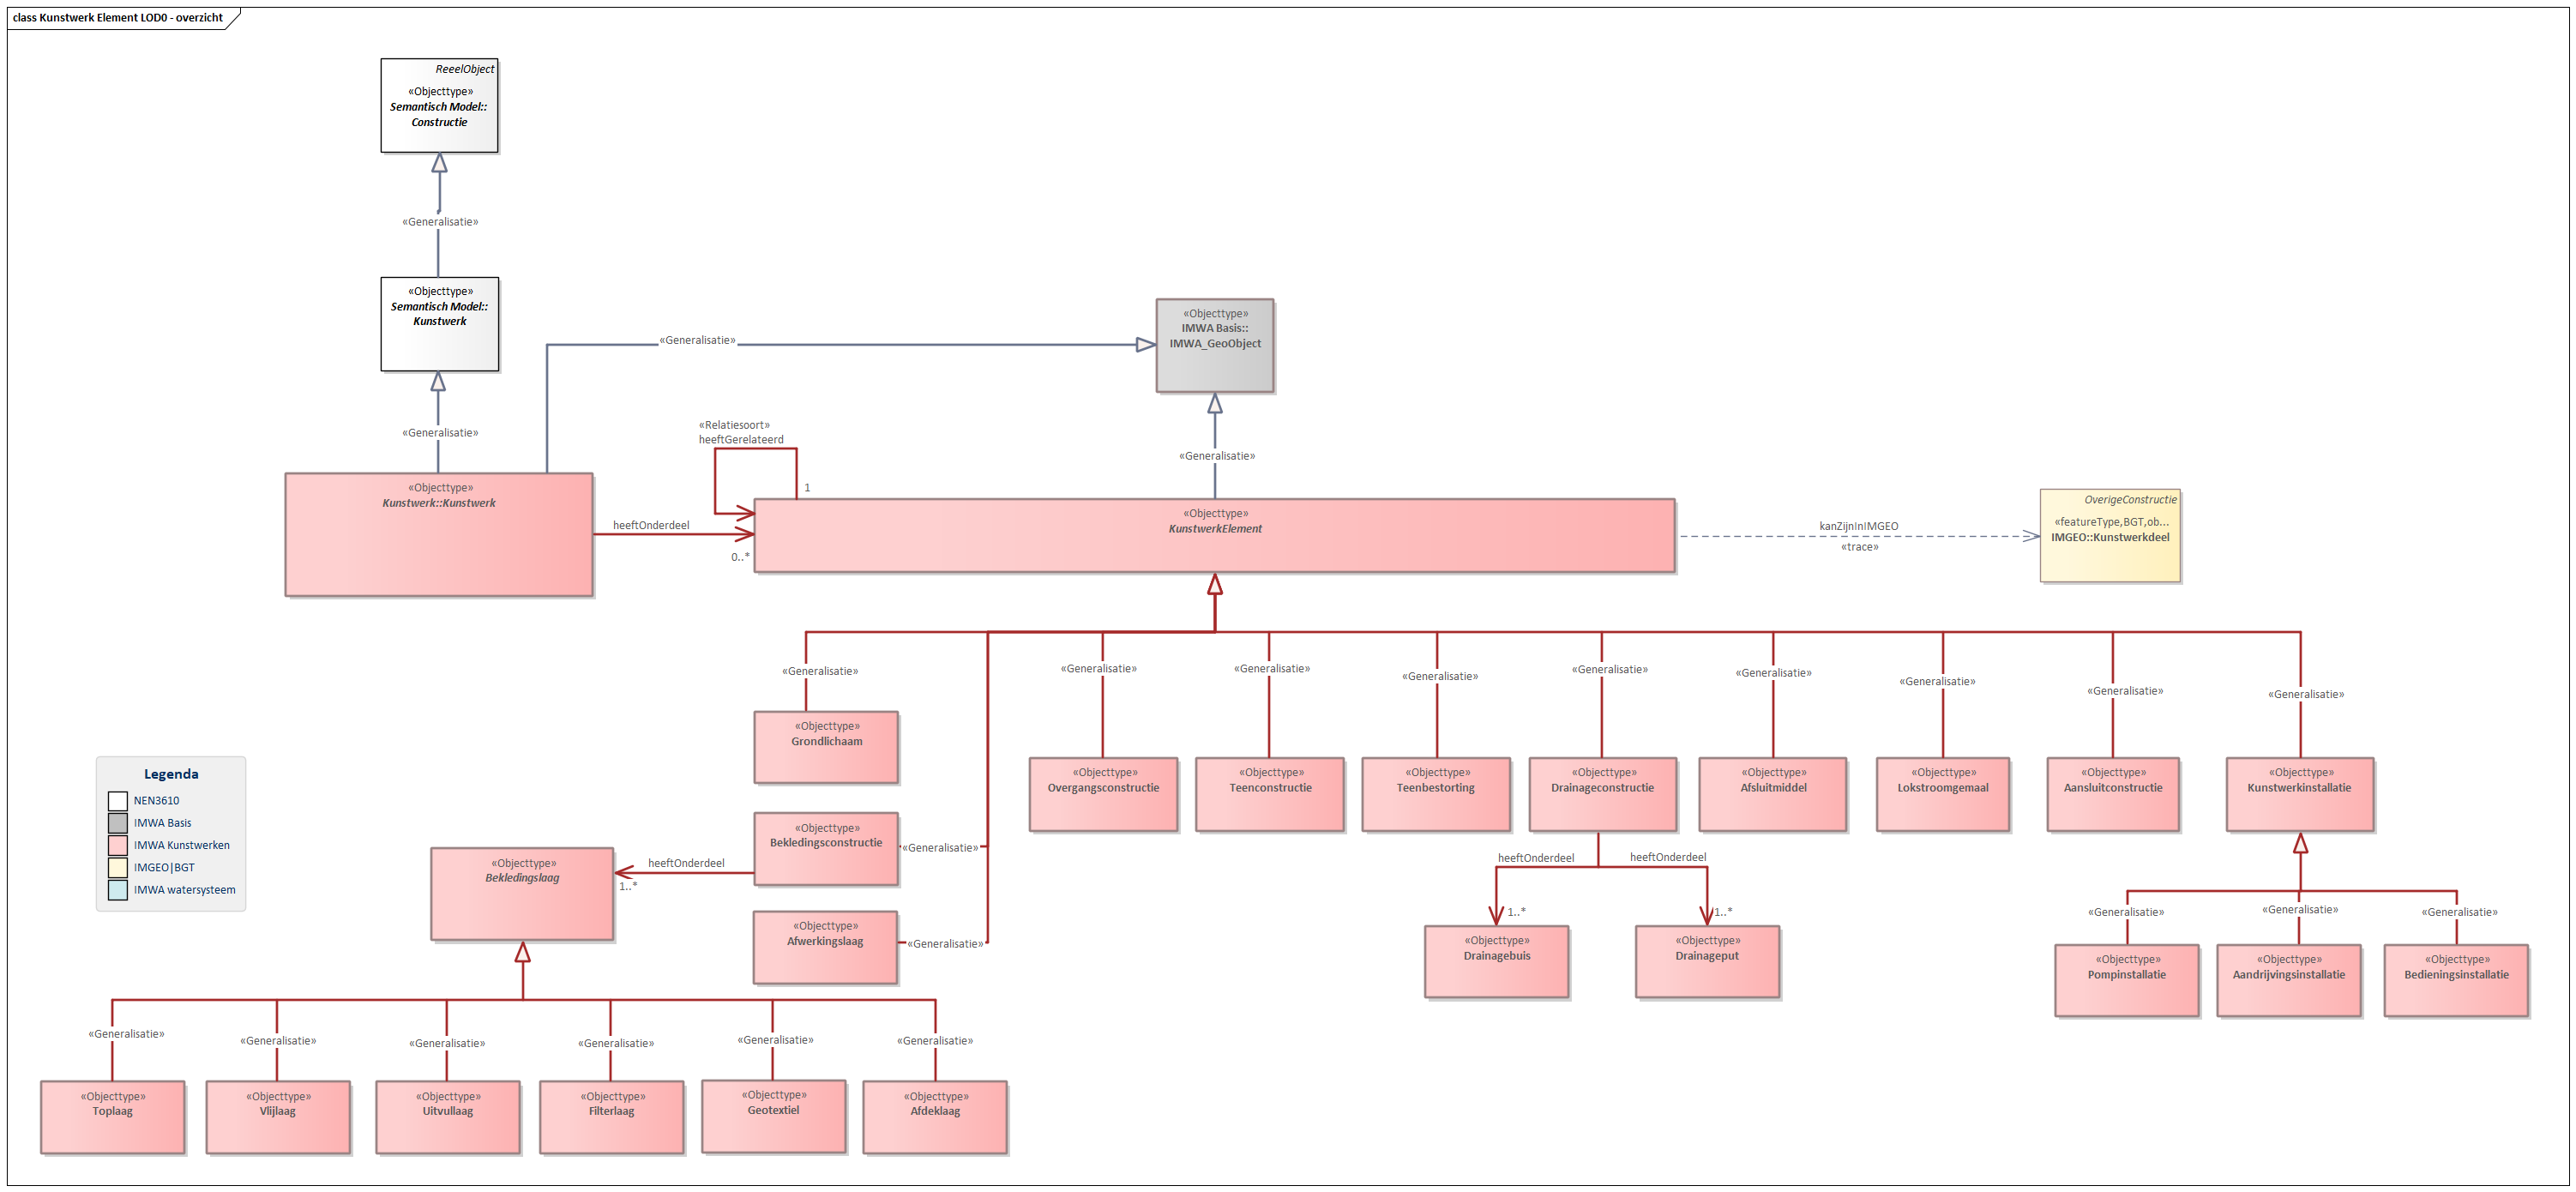 class Kunstwerk Element LOD0 - overzicht
ReeelObject
«Objecttype»
Semantisch Model::
Constructie
«Generalisatie»
«Objecttype»
Semantisch Model::
Kunstwerk
«Generalisatie»
«Generalisatie»
«Objecttype»
IMWA Basis::
IMWA_GeoObject
«Generalisatie»
«Relatiesoort»
heeftGerelateerd
1
«Objecttype»
Kunstwerk::Kunstwerk
heeftOnderdeel
0..*
«Objecttype»
KunstwerkElement
kanZijnInIMGEO
«trace»
OverigeConstructie
«featureType,BGT,ob...
IMGEO::Kunstwerkdeel
«Generalisatie»
«Generalisatie»
«Generalisatie»
«Generalisatie»
«Generalisatie»
«Generalisatie»
«Generalisatie»
«Generalisatie»
«Generalisatie»
«Objecttype»
Grondlichaam
«Objecttype»
Overgangsconstructie
«Objecttype»
Teenconstructie
«Objecttype»
Teenbestorting
«Objecttype»
Drainageconstructie
«Objecttype»
Afsluitmiddel
«Objecttype»
Lokstroomgemaal
«Objecttype»
Aansluitconstructie
«Objecttype»
Kunstwerkinstallatie
Legenda
NEN3610
IMWA Basis
IMWA Kunstwerken
IMGEO|BGT
IMWA watersysteem
«Objecttype»
Bekledingsconstructie
«Generalisatie»
«Objecttype»
Bekledingslaag
heeftOnderdeel
1..*
«Objecttype»
Afwerkingslaag
«Generalisatie»
heeftOnderdeel
heeftOnderdeel
1..*
1..*
«Objecttype»
Drainagebuis
«Objecttype»
Drainageput
«Generalisatie»
«Generalisatie»
«Generalisatie»
«Objecttype»
Pompinstallatie
«Objecttype»
Aandrijvingsinstallatie
«Objecttype»
Bedieningsinstallatie
«Generalisatie»
«Generalisatie»
«Generalisatie»
«Generalisatie»
«Generalisatie»
«Generalisatie»
«Objecttype»
Toplaag
«Objecttype»
Vlijlaag
«Objecttype»
Uitvullaag
«Objecttype»
Filterlaag
«Objecttype»
Geotextiel
«Objecttype»
Afdeklaag